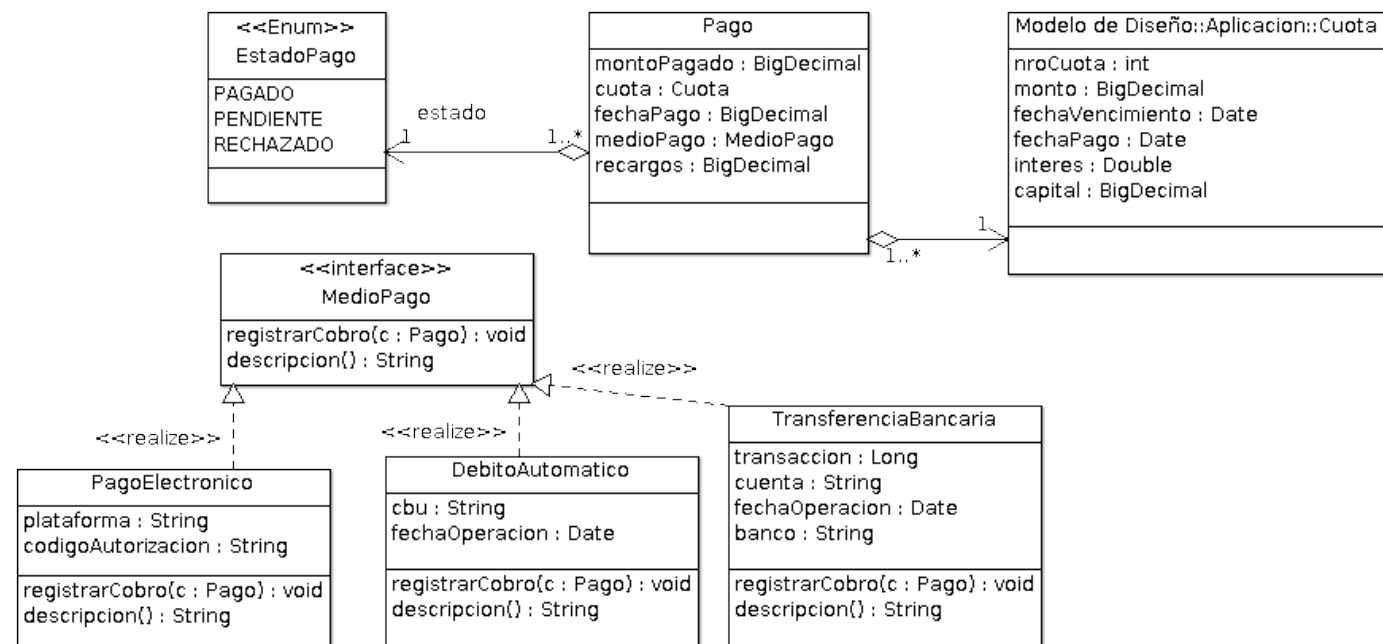 <<Enum>>
EstadoPago
PAGADO
PENDIENTE
RECHAZADO
estado
1
1..*
Pago
montoPagado : BigDecimal
cuota : Cuota
fechaPago : BigDecimal
medioPago : MedioPago
recargos : BigDecimal
1
1..*
Modelo de Diseño::Aplicacion::Cuota
nroCuota : int
monto : BigDecimal
fechaVencimiento : Date
fechaPago : Date
interes : Double
capital : BigDecimal
<<interface>>
MedioPago
registrarCobro(c : Pago) : void
descripcion() : String
<<realize>>
<<realize>>
<<realize>>
PagoElectronico
plataforma : String
codigoAutorizacion : String
registrarCobro(c : Pago) : void
descripcion() : String
DebitoAutomatico
cbu : String
fechaOperacion : Date
registrarCobro(c : Pago) : void
descripcion() : String
TransferenciaBancaria
transaccion : Long
cuenta : String
fechaOperacion : Date
banco : String
registrarCobro(c : Pago) : void
descripcion() : String